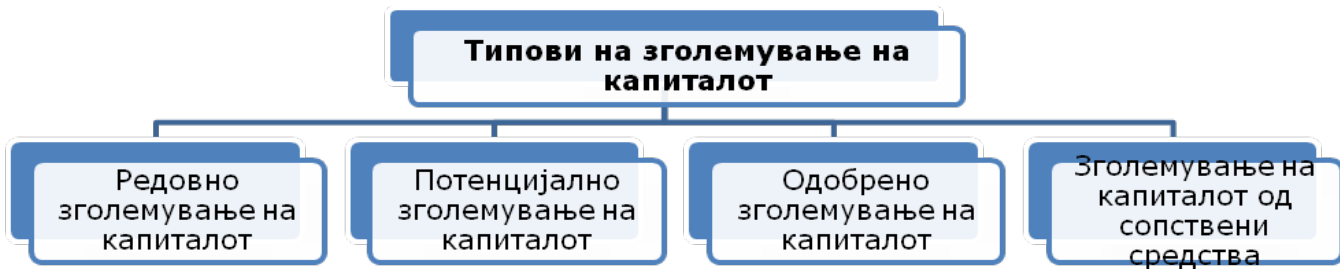 Типови на зголемување на
капиталот
Редовно
зголемување на
капиталот
Потенцијално
зголемување на
капиталот
Одобрено
зголемување на
капиталот
Зголемување на
капиталот од
сопствени
средства